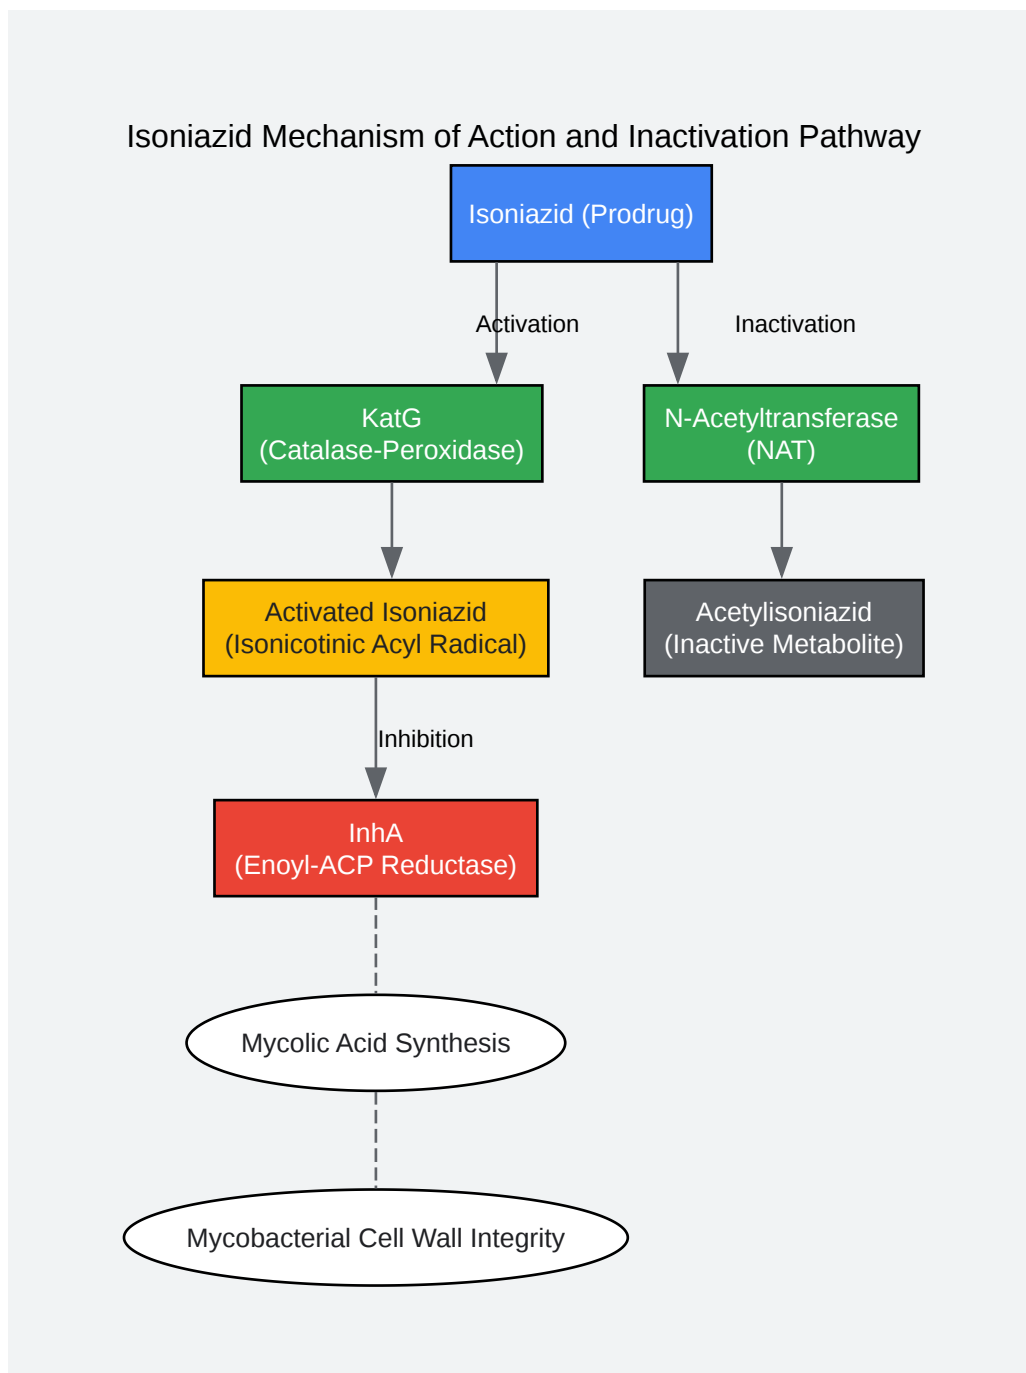 Isoniazid Mechanism of Action and Inactivation Pathway
Isoniazid (Prodrug)
Activation
Inactivation
KatG
(Catalase-Peroxidase)
N-Acetyltransferase
(NAT)
Activated Isoniazid
(Isonicotinic Acyl Radical)
Acetylisoniazid
(Inactive Metabolite)
Inhibition
InhA
(Enoyl-ACP Reductase)
Mycolic Acid Synthesis
Mycobacterial Cell Wall Integrity